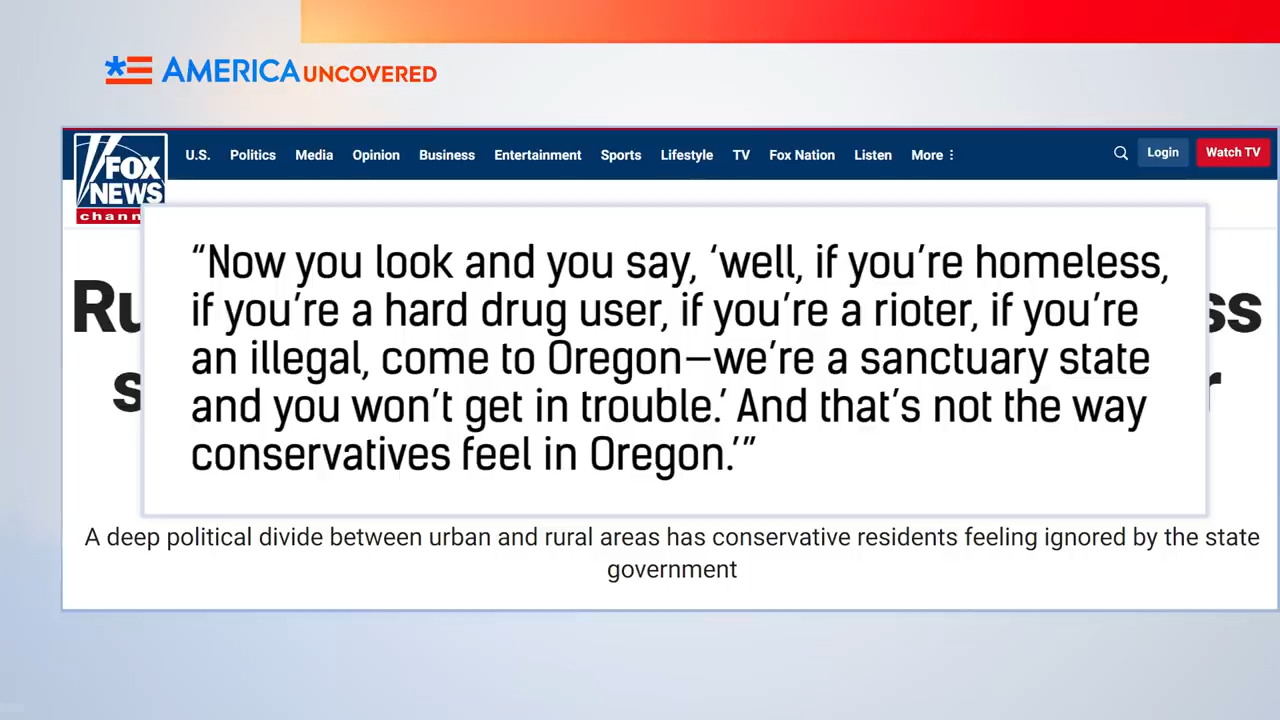 AMERICA UNCOVERED
FOX NEWS channel
U.S. Politics Media Opinion Business Entertainment Sports Lifestyle TV Fox Nation Listen More Login Watch TV
“Now you look and you say, ‘well, if you’re homeless,
if you’re a hard drug user, if you’re a rioter, if you’re
an illegal, come to Oregon—we’re a sanctuary state
and you won’t get in trouble.’ And that’s not the way
conservatives feel in Oregon.’”
A deep political divide between urban and rural areas has conservative residents feeling ignored by the state
government